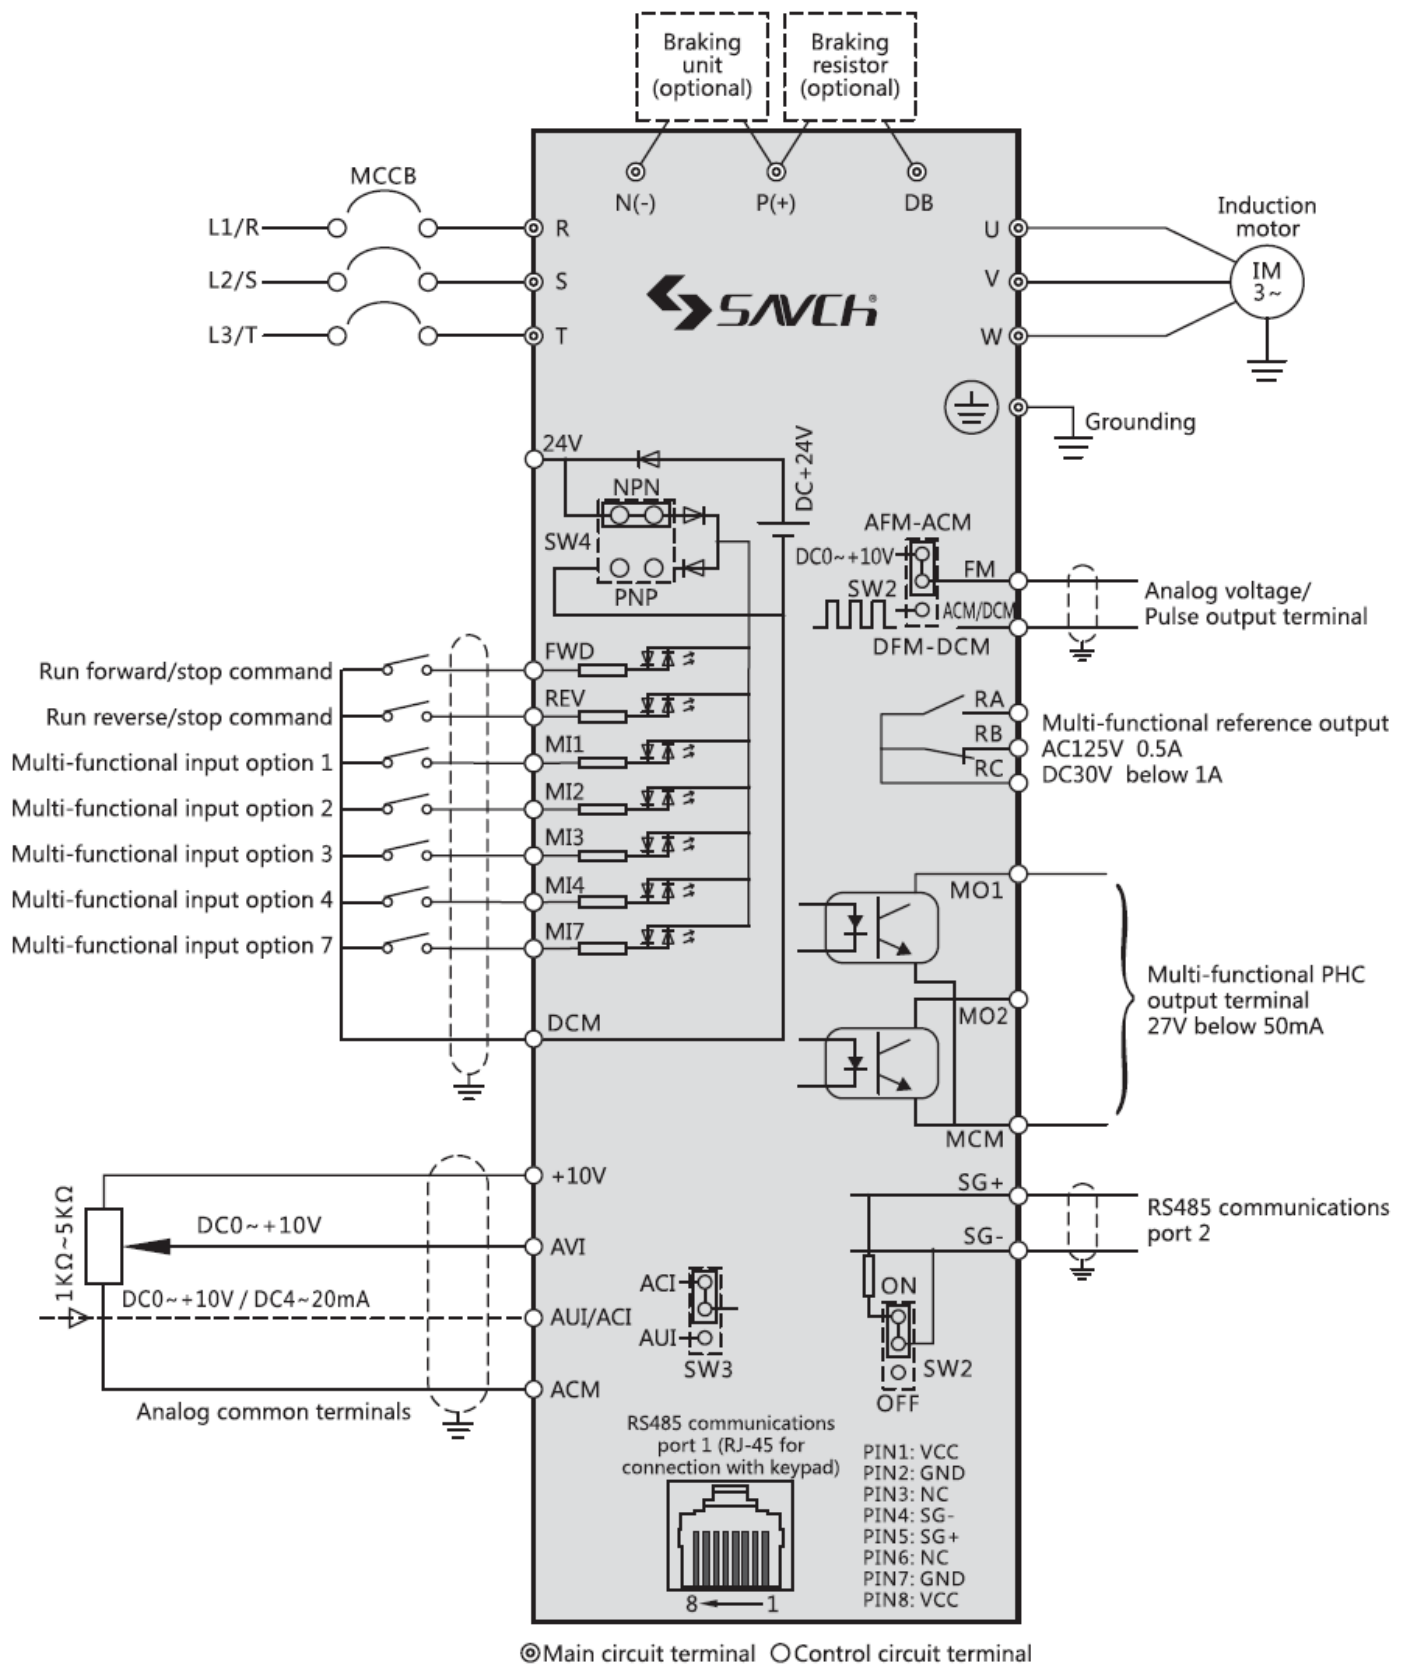 Braking
unit
(optional)
Braking
resistor
(optional)
MCCB
N(-)
P(+)
DB
L1/R
R
U
L2/S
S
V
L3/T
T
W
Induction
motor
IM
3~
SAVCh®
Grounding
24V
DC+24V
NPN
SW4
PNP
AFM-ACM
DC0~+10V
FM
SW2
ACM/DCM
DFM-DCM
Analog voltage/
Pulse output terminal
Run forward/stop command
FWD
Run reverse/stop command
REV
Multi-functional input option 1
MI1
Multi-functional input option 2
MI2
Multi-functional input option 3
MI3
Multi-functional input option 4
MI4
Multi-functional input option 7
MI7
DCM
RA
RB
RC
Multi-functional reference output
AC125V 0.5A
DC30V below 1A
MO1
MO2
MCM
Multi-functional PHC
output terminal
27V below 50mA
+10V
1KΩ~5KΩ
DC0~+10V
AVI
DC0~+10V / DC4~20mA
AUI/ACI
ACM
Analog common terminals
ACI
AUI
SW3
SG+
SG-
RS485 communications
port 2
ON
SW2
OFF
RS485 communications
port 1 (RJ-45 for
connection with keypad)
8
1
PIN1: VCC
PIN2: GND
PIN3: NC
PIN4: SG-
PIN5: SG+
PIN6: NC
PIN7: GND
PIN8: VCC
Main circuit terminal
Control circuit terminal